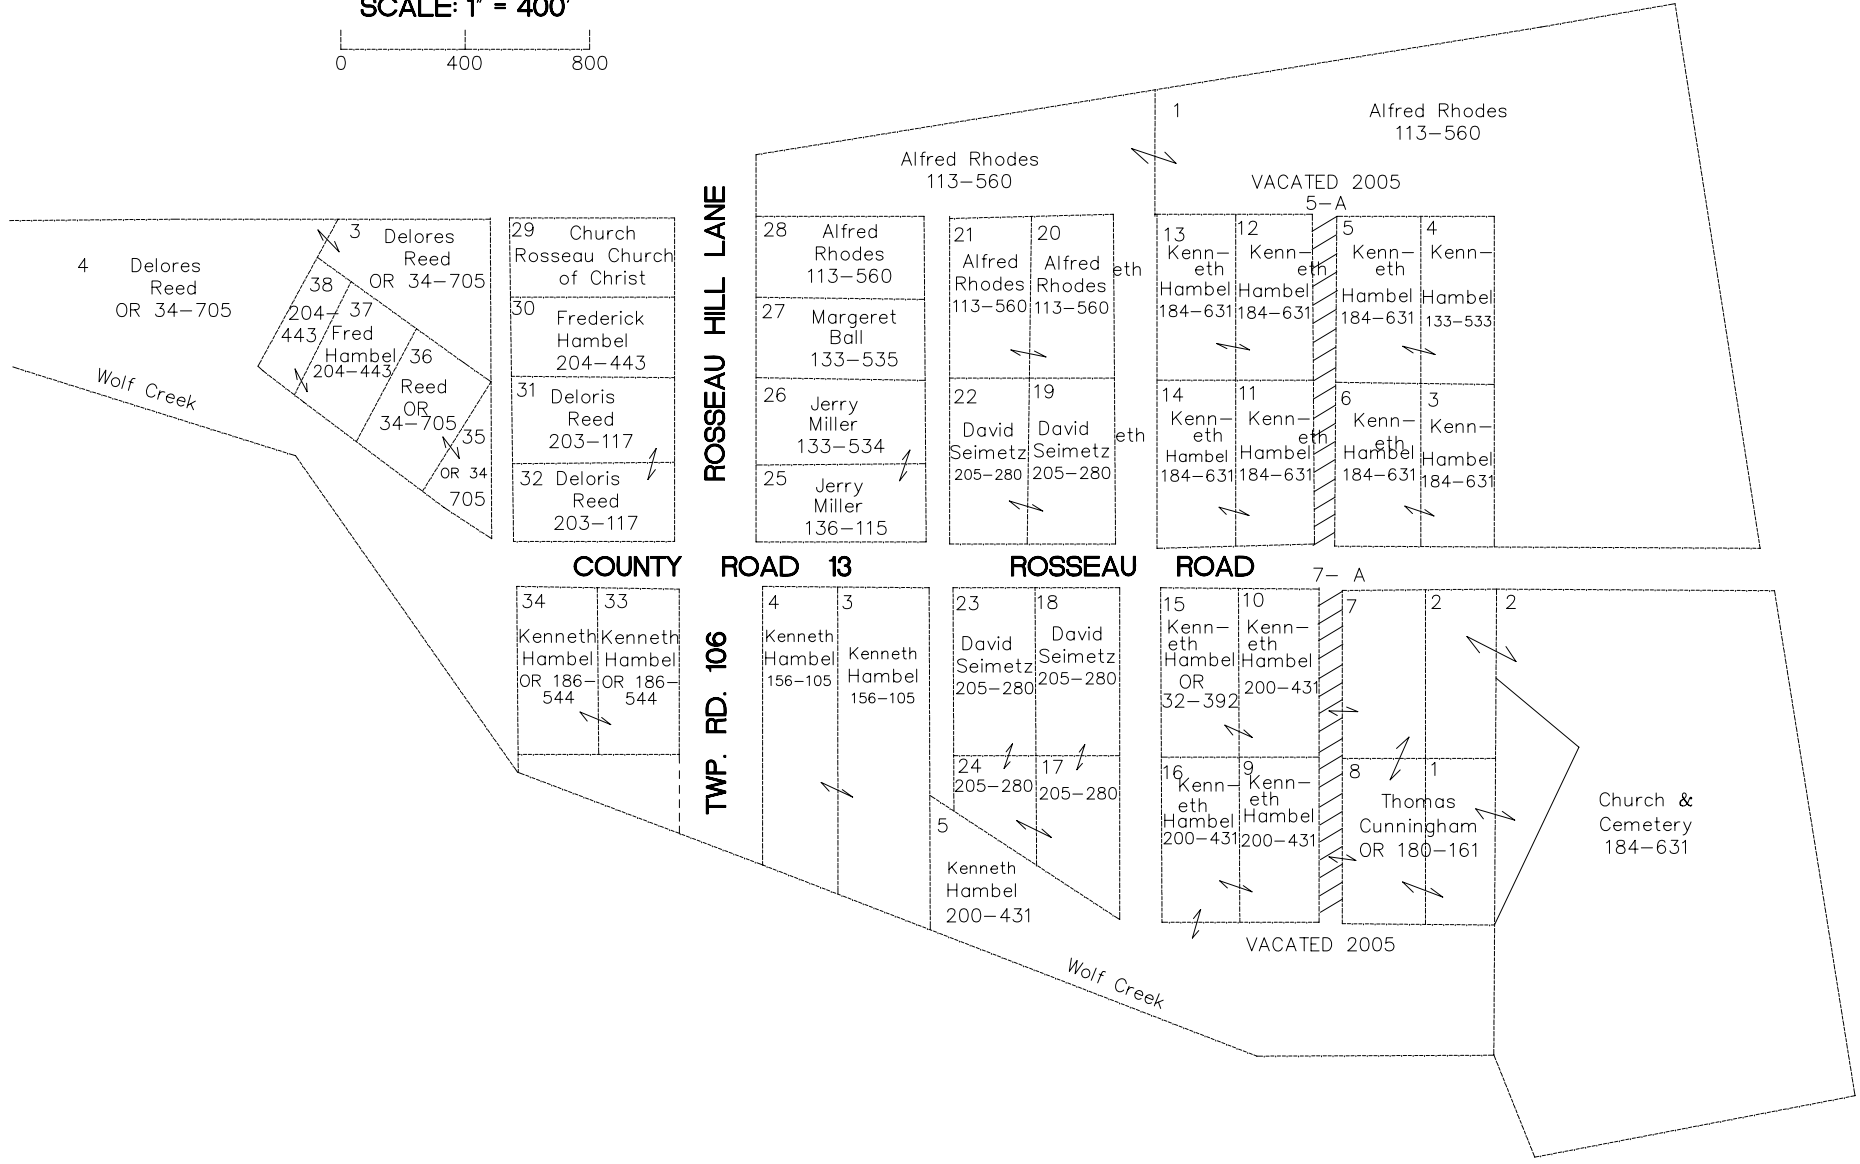 SCALE: 1" = 400'
0 400 800
1
Alfred Rhodes
113-560
Alfred Rhodes
113-560
VACATED 2005
5-A
4
Delores
Reed
OR 34-705
3
Delores
Reed
OR 34-705
38
204-
443
37
Fred
Hambel
204-443
36
Reed
OR
34-705
35
OR 34
705
Wolf Creek
29
Church
Rosseau Church
of Christ
30
Frederick
Hambel
204-443
31
Deloris
Reed
203-117
32
Deloris
Reed
203-117
ROSSEAU HILL LANE
28
Alfred
Rhodes
113-560
27
Margeret
Ball
133-535
26
Jerry
Miller
133-534
25
Jerry
Miller
136-115
21
Alfred
Rhodes
113-560
20
Alfred
Rhodes
113-560
22
David
Seimetz
205-280
19
David
Seimetz
205-280
eth
eth
13
Kenn-
eth
Hambel
184-631
12
Kenn-
eth
Hambel
184-631
5
Kenn-
eth
Hambel
184-631
4
Kenn-
Hambel
133-533
14
Kenn-
eth
Hambel
184-631
11
Kenn-
eth
Hambel
184-631
6
Kenn-
eth
Hambel
184-631
3
Kenn-
Hambel
184-631
COUNTY ROAD 13 ROSSEAU ROAD
7- A
34
Kenneth
Hambel
OR 186-
544
33
Kenneth
Hambel
OR 186-
544
TWP. RD. 106
4
Kenneth
Hambel
156-105
3
Kenneth
Hambel
156-105
23
David
Seimetz
205-280
18
David
Seimetz
205-280
24
205-280
17
205-280
5
Kenneth
Hambel
200-431
15
Kenn-
eth
Hambel
OR
32-392
10
Kenn-
eth
Hambel
200-431
16
Kenn-
eth
Hambel
200-431
9
Kenn-
eth
Hambel
200-431
7
2
2
8
1
Thomas
Cunningham
OR 180-161
Church &
Cemetery
184-631
VACATED 2005
Wolf Creek